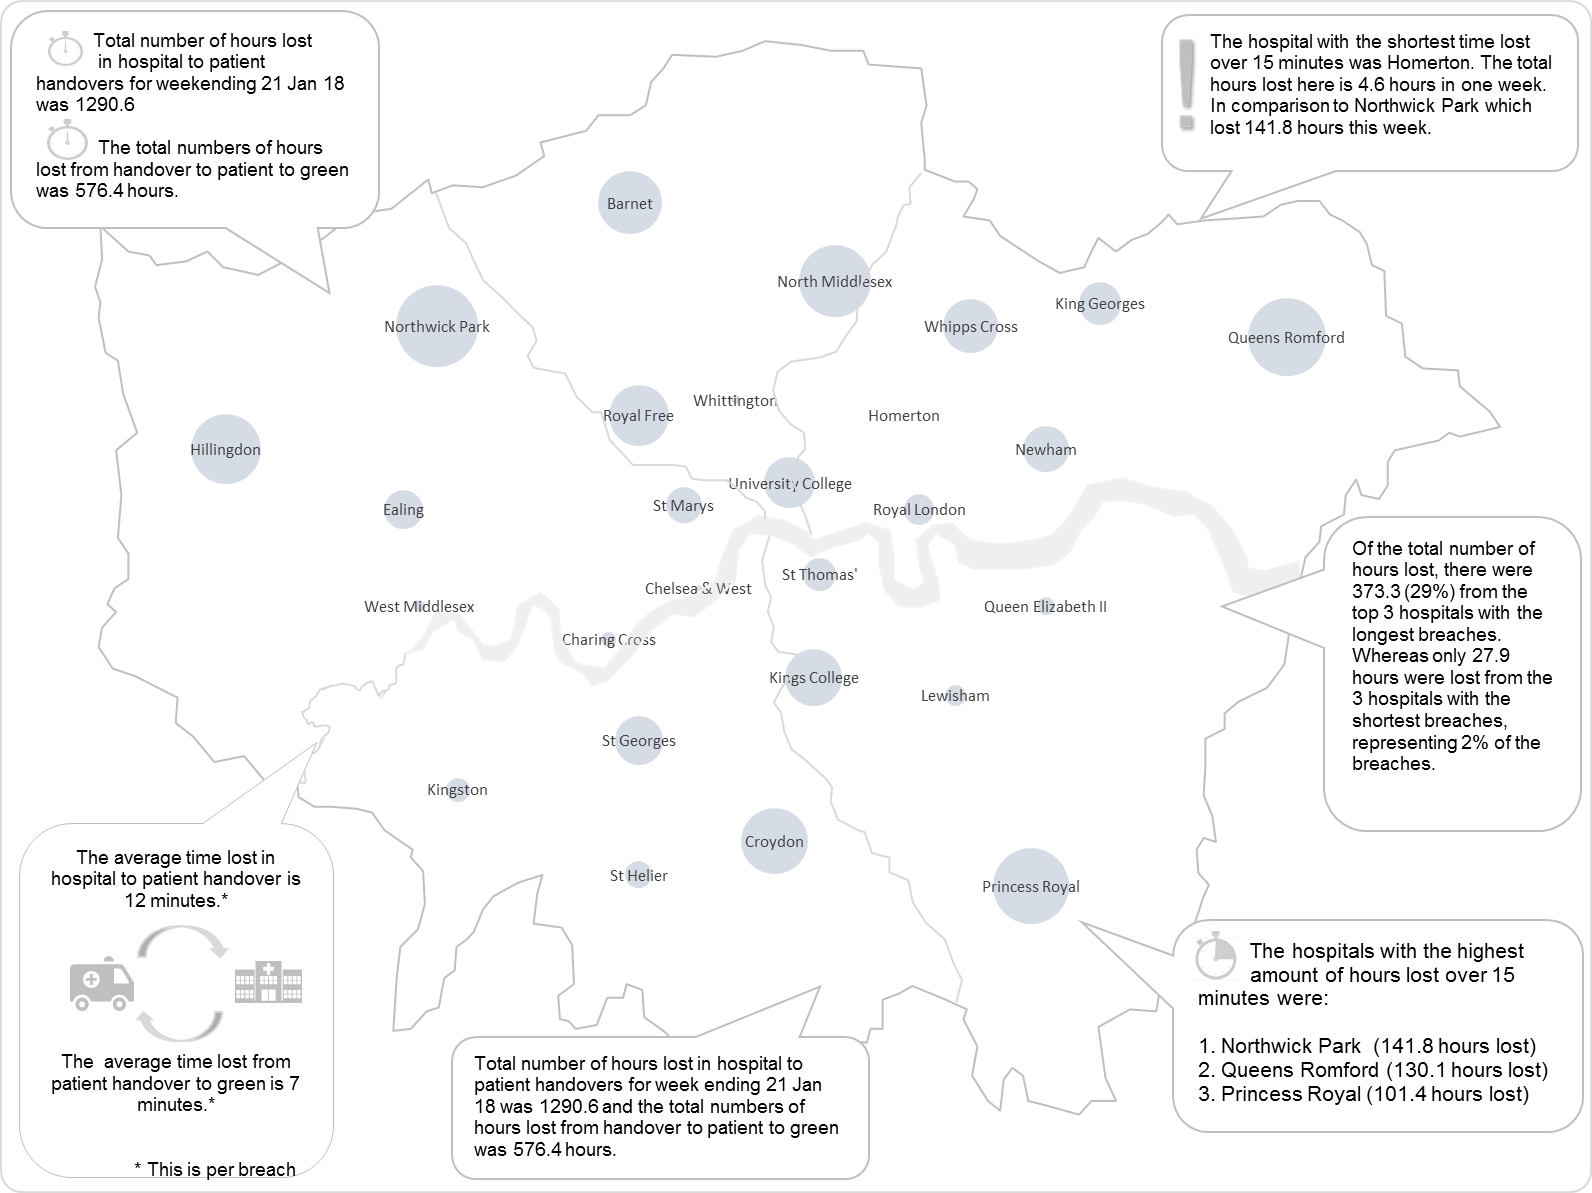 Total number of hours lost
in hospital to patient
handovers for weekending 21 Jan 18
was 1290.6
The total numbers of hours
lost from handover to patient to green
was 576.4 hours.
The hospital with the shortest time lost
over 15 minutes was Homerton. The total
hours lost here is 4.6 hours in one week.
In comparison to Northwick Park which
lost 141.8 hours this week.
Barnet
North Middlesex
King Georges
Northwick Park
Whipps Cross
Queens Romford
Whittington
Royal Free
Homerton
Hillingdon
Newham
University College
St Marys
Ealing
Royal London
St Thomas'
Chelsea & West
West Middlesex
Queen Elizabeth II
Charing Cross
Kings College
Lewisham
St Georges
Kingston
Croydon
St Helier
Princess Royal
Of the total number of
hours lost, there were
373.3 (29%) from the
top 3 hospitals with the
longest breaches.
Whereas only 27.9
hours were lost from the
3 hospitals with the
shortest breaches,
representing 2% of the
breaches.
The average time lost in
hospital to patient handover is
12 minutes.*
The average time lost from
patient handover to green is 7
minutes.*
* This is per breach
Total number of hours lost in hospital to
patient handovers for week ending 21 Jan
18 was 1290.6 and the total numbers of
hours lost from handover to patient to green
was 576.4 hours.
The hospitals with the highest
amount of hours lost over 15
minutes were:
1. Northwick Park (141.8 hours lost)
2. Queens Romford (130.1 hours lost)
3. Princess Royal (101.4 hours lost)